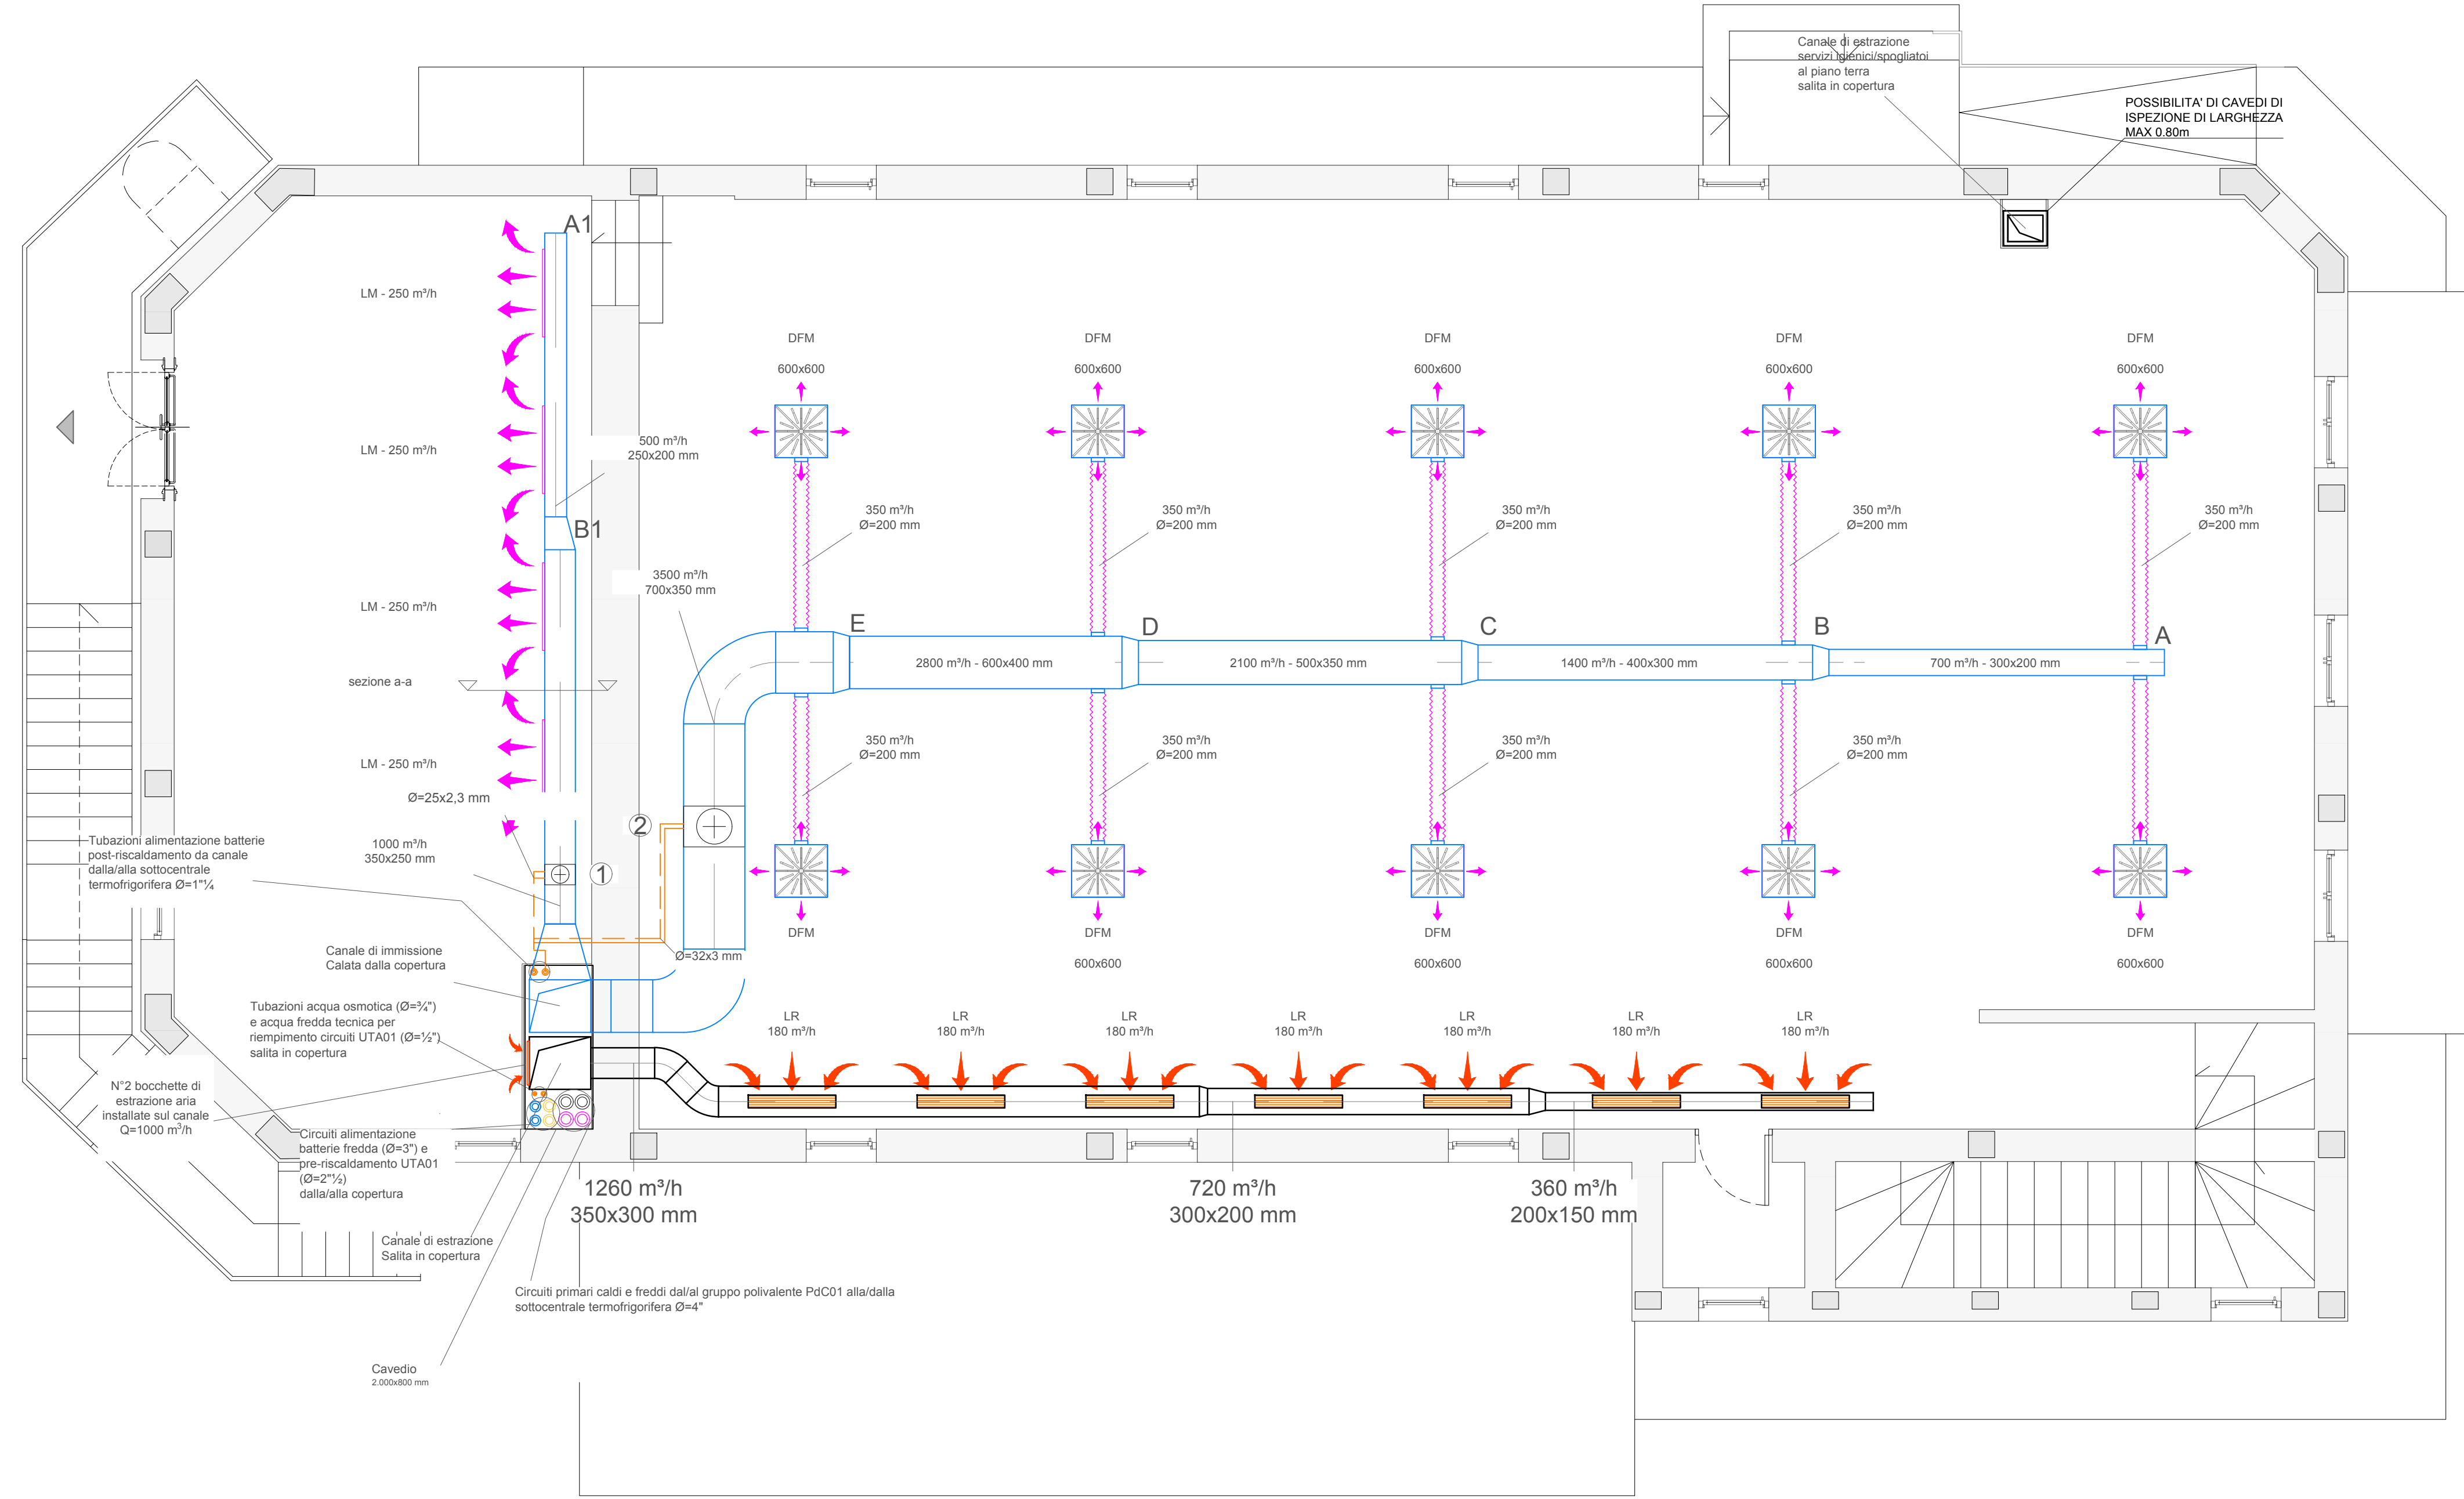 Canale di estrazione
servizi igienici/spogliatoi
al piano terra
salita in copertura
POSSIBILITA' DI CAVEDI DI
ISPEZIONE DI LARGHEZZA
MAX 0.80m
A1
LM - 250 m³/h
LM - 250 m³/h
LM - 250 m³/h
LM - 250 m³/h
500 m³/h
250x200 mm
B1
3500 m³/h
700x350 mm
sezione a-a
Ø=25x2,3 mm
1000 m³/h
350x250 mm
1
2
Ø=32x3 mm
DFM
600x600
DFM
600x600
DFM
600x600
DFM
600x600
DFM
600x600
350 m³/h
Ø=200 mm
350 m³/h
Ø=200 mm
350 m³/h
Ø=200 mm
350 m³/h
Ø=200 mm
350 m³/h
Ø=200 mm
E
D
C
B
A
2800 m³/h - 600x400 mm
2100 m³/h - 500x350 mm
1400 m³/h - 400x300 mm
700 m³/h - 300x200 mm
350 m³/h
Ø=200 mm
350 m³/h
Ø=200 mm
350 m³/h
Ø=200 mm
350 m³/h
Ø=200 mm
DFM
DFM
600x600
DFM
600x600
DFM
600x600
DFM
600x600
Tubazioni alimentazione batterie
post-riscaldamento da canale
dalla/alla sottocentrale
termofrigorifera Ø=1"¼
Canale di immissione
Calata dalla copertura
Tubazioni acqua osmotica (Ø=¾")
e acqua fredda tecnica per
riempimento circuiti UTA01 (Ø=½")
salita in copertura
N°2 bocchette di
estrazione aria
installate sul canale
Q=1000 m³/h
Circuiti alimentazione
batterie fredda (Ø=3") e
pre-riscaldamento UTA01
(Ø=2"½)
dalla/alla copertura
LR
180 m³/h
LR
180 m³/h
LR
180 m³/h
LR
180 m³/h
LR
180 m³/h
LR
180 m³/h
LR
180 m³/h
1260 m³/h
350x300 mm
720 m³/h
300x200 mm
360 m³/h
200x150 mm
Canale di estrazione
Salita in copertura
Circuiti primari caldi e freddi dal/al gruppo polivalente PdC01 alla/dalla
sottocentrale termofrigorifera Ø=4"
Cavedio
2.000x800 mm